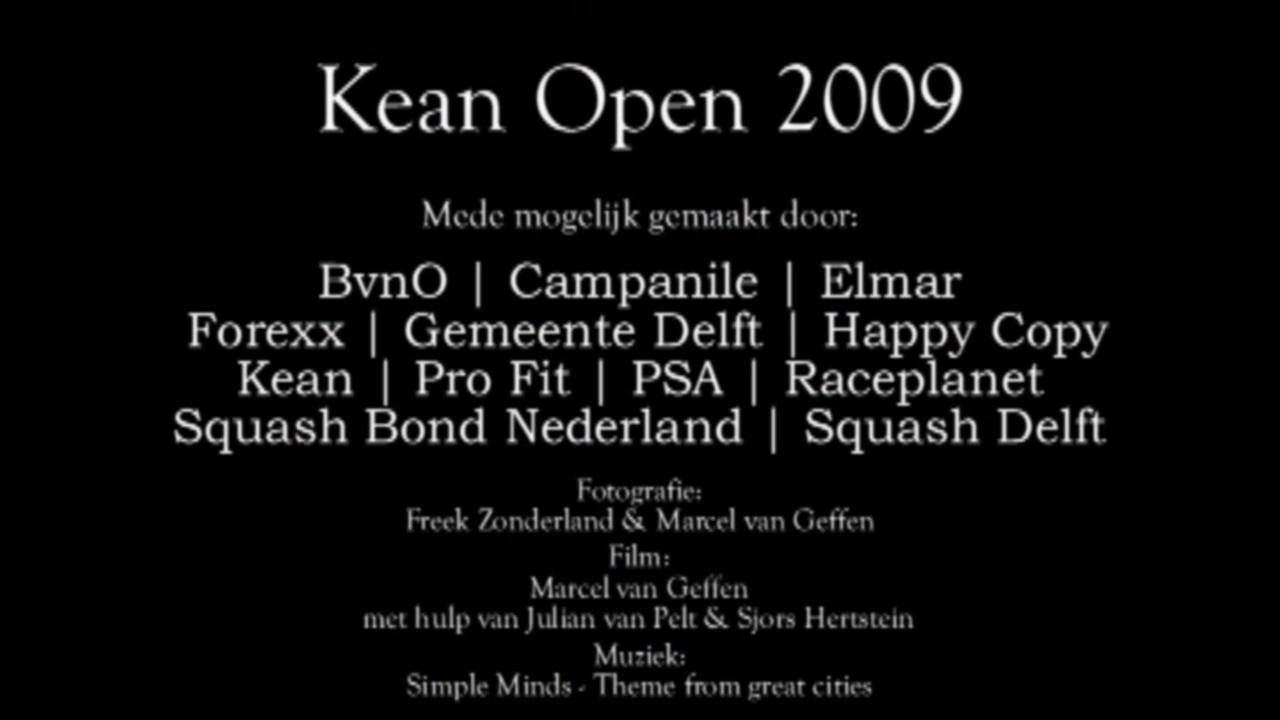 Kean Open 2009
Mede mogelijk gemaakt door:
BvnO | Campanile | Elmar
Forexx | Gemeente Delft | Happy Copy
Kean | Pro Fit | PSA | Raceplanet
Squash Bond Nederland | Squash Delft
Fotografie:
Freek Zonderland & Marcel van Geffen
Film:
Marcel van Geffen
met hulp van Julian van Pelt & Sjors Hertstein
Muziek:
Simple Minds - Theme from great cities